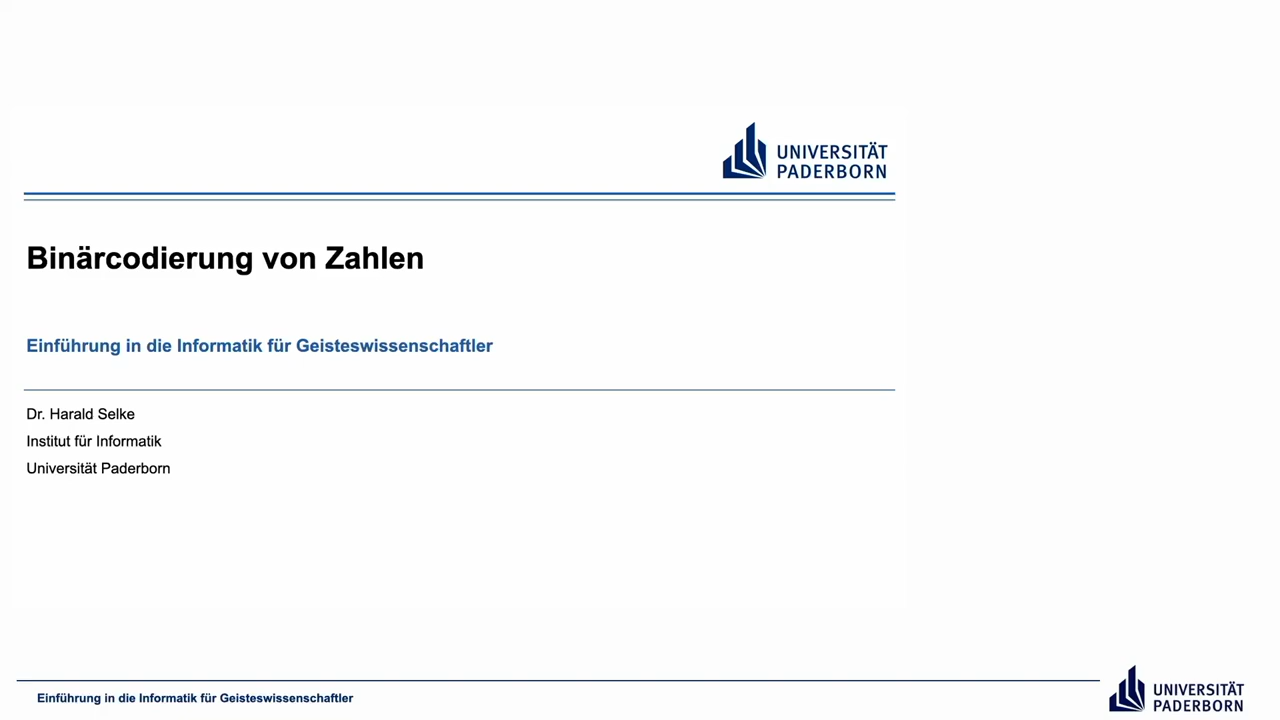 UNIVERSITÄT
PADERBORN
Binärcodierung von Zahlen
Einführung in die Informatik für Geisteswissenschaftler
Dr. Harald Selke
Institut für Informatik
Universität Paderborn
Einführung in die Informatik für Geisteswissenschaftler
UNIVERSITÄT
PADERBORN